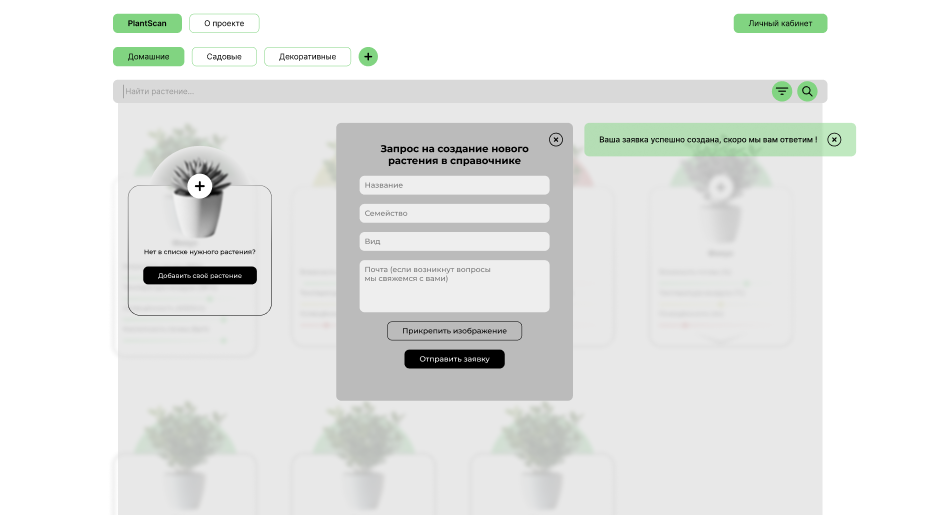 PlantScan
О проекте
Личный кабинет
Домашние
Садовые
Декоративные
Найти растение...
Ваша заявка успешно создана, скоро мы вам ответим !
Запрос на создание нового
растения в справочнике
Название
Семейство
Вид
Почта (если возникнут вопросы
мы свяжемся с вами)
Прикрепить изображение
Отправить заявку
Нет в списке нужного растения?
Добавить своё растение